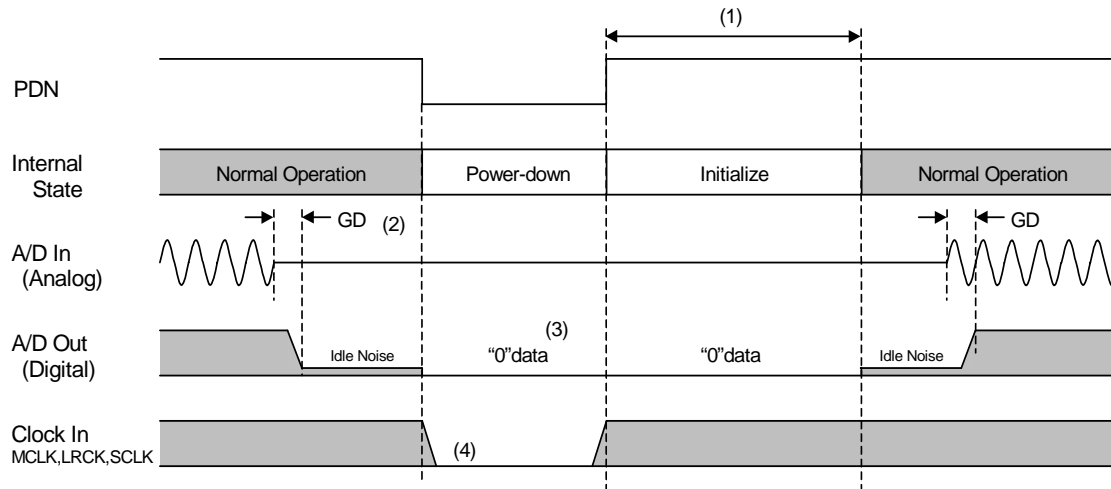 (1)
PDN
Internal
State
Normal Operation
Power-down
Initialize
Normal Operation
GD (2)
GD
A/D In
(Analog)
A/D Out
(Digital)
Idle Noise
(3)
“0”data
“0”data
Idle Noise
Clock In
MCLK,LRCK,SCLK
(4)